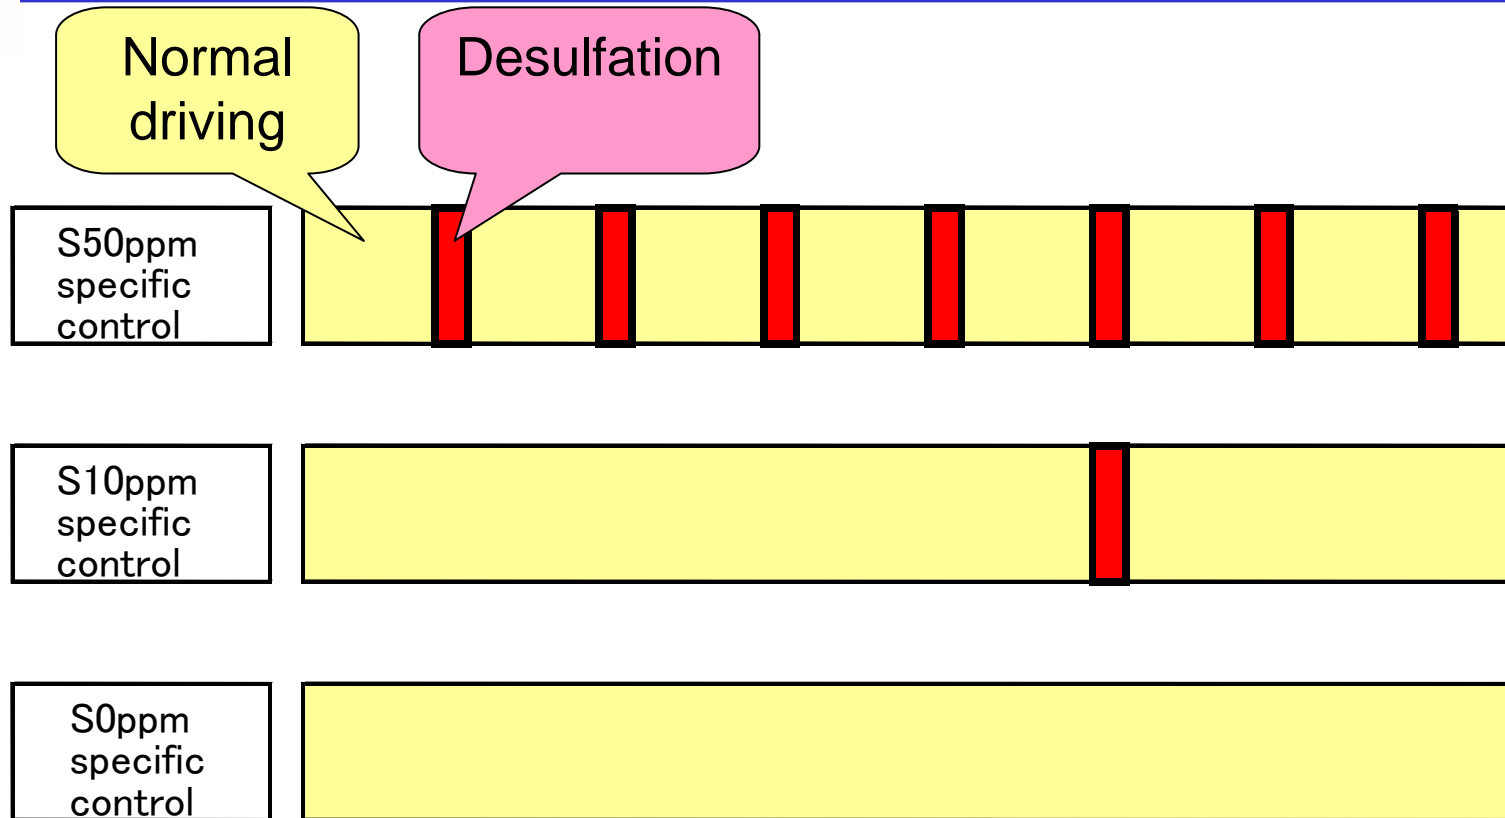 Normal
driving
Desulfation
S50ppm
specific
control
S10ppm
specific
control
S0ppm
specific
control